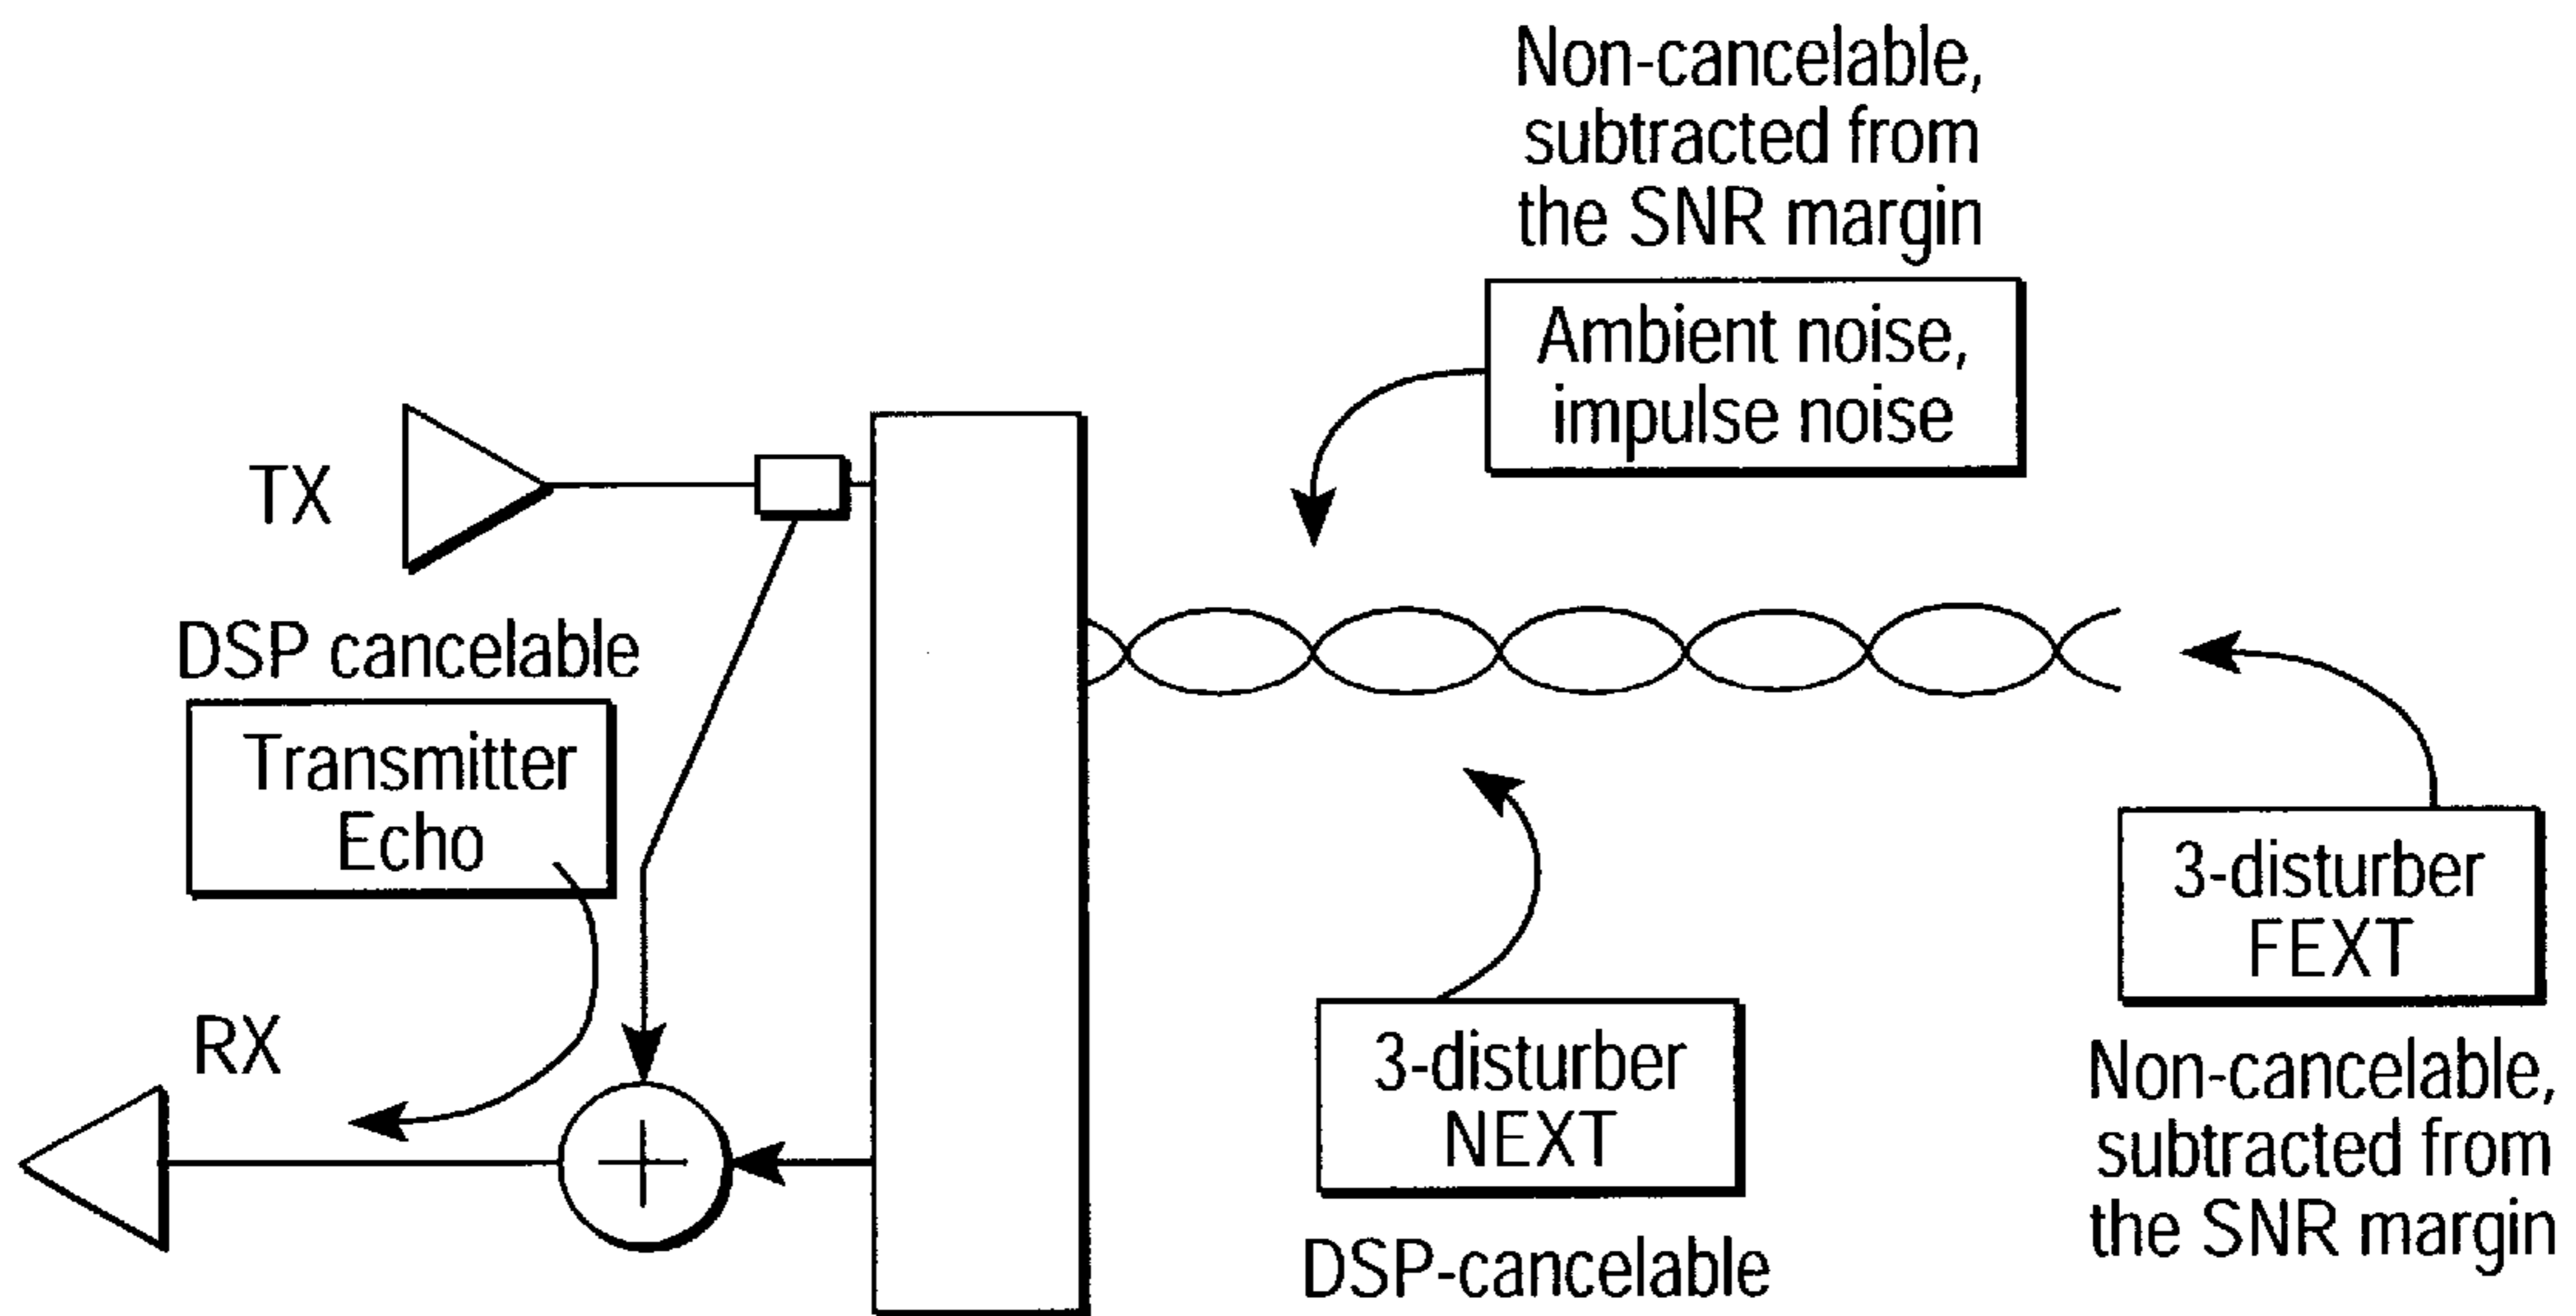 Non-cancelable,
subtracted from
the SNR margin
Ambient noise,
impulse noise
TX
DSP cancelable
Transmitter
Echo
RX
3-disturber
NEXT
DSP-cancelable
3-disturber
FEXT
Non-cancelable,
subtracted from
the SNR margin